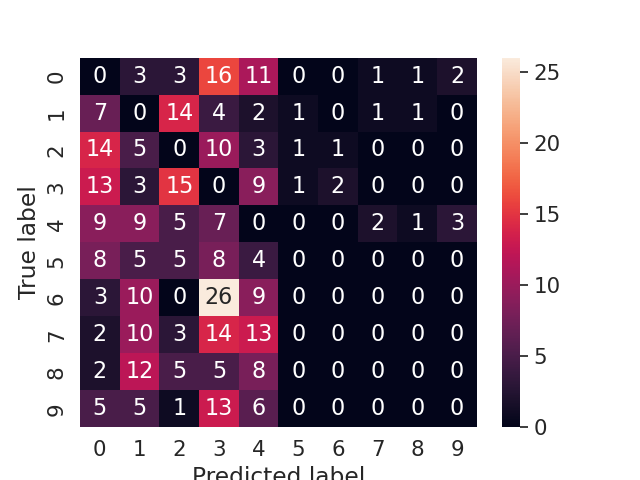 0 0 3 3 16 11 0 0 1 1 2
1 7 0 14 4 2 1 0 1 1 0
2 14 5 0 10 3 1 1 0 0 0
3 13 3 15 0 9 1 2 0 0 0
4 9 9 5 7 0 0 0 2 1 3
5 8 5 5 8 4 0 0 0 0 0
6 3 10 0 26 9 0 0 0 0 0
7 2 10 3 14 13 0 0 0 0 0
8 2 12 5 5 8 0 0 0 0 0
9 5 5 1 13 6 0 0 0 0 0
0 1 2 3 4 5 6 7 8 9
True label
Predicted label
25
20
15
10
5
0